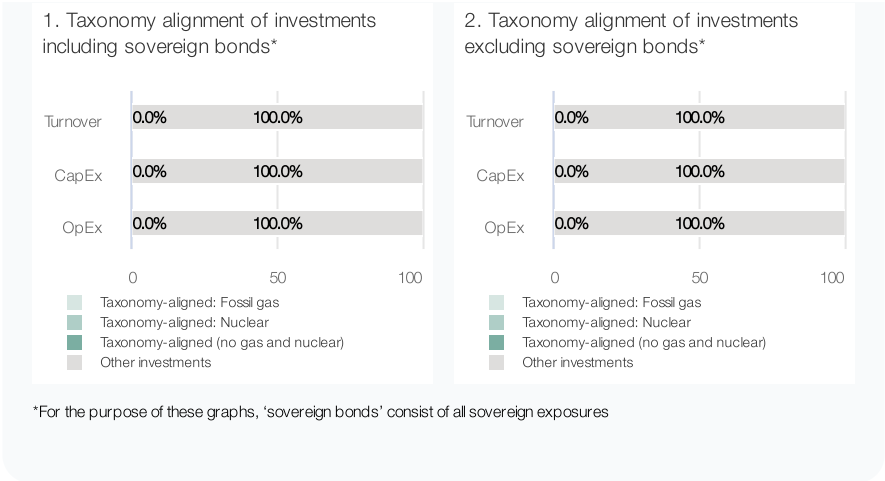 1. Taxonomy alignment of investments
including sovereign bonds*
Turnover 0.0% 100.0%
CapEx 0.0% 100.0%
OpEx 0.0% 100.0%
0 50 100
Taxonomy-aligned: Fossil gas
Taxonomy-aligned: Nuclear
Taxonomy-aligned (no gas and nuclear)
Other investments
2. Taxonomy alignment of investments
excluding sovereign bonds*
Turnover 0.0% 100.0%
CapEx 0.0% 100.0%
OpEx 0.0% 100.0%
0 50 100
Taxonomy-aligned: Fossil gas
Taxonomy-aligned: Nuclear
Taxonomy-aligned (no gas and nuclear)
Other investments
*For the purpose of these graphs, ‘sovereign bonds’ consist of all sovereign exposures